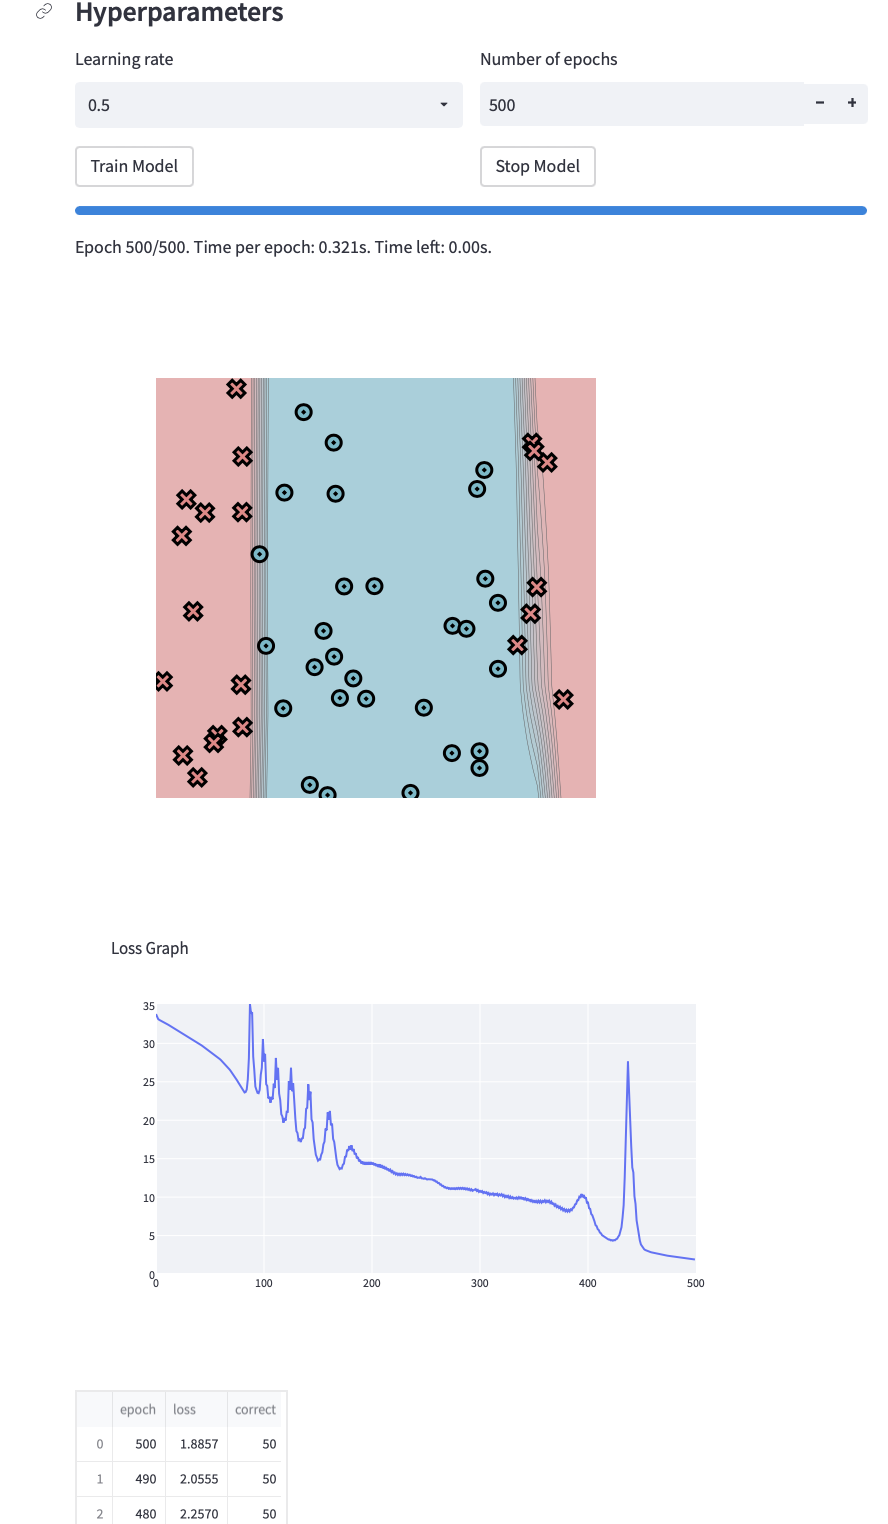 Hyperparameters
Learning rate
Number of epochs
0.5
500
Train Model
Stop Model
Epoch 500/500. Time per epoch: 0.321s. Time left: 0.00s.
Loss Graph
35
30
25
20
15
10
5
0
0 100 200 300 400 500
epoch loss correct
0 500 1.8857 50
1 490 2.0555 50
2 480 2.2570 50